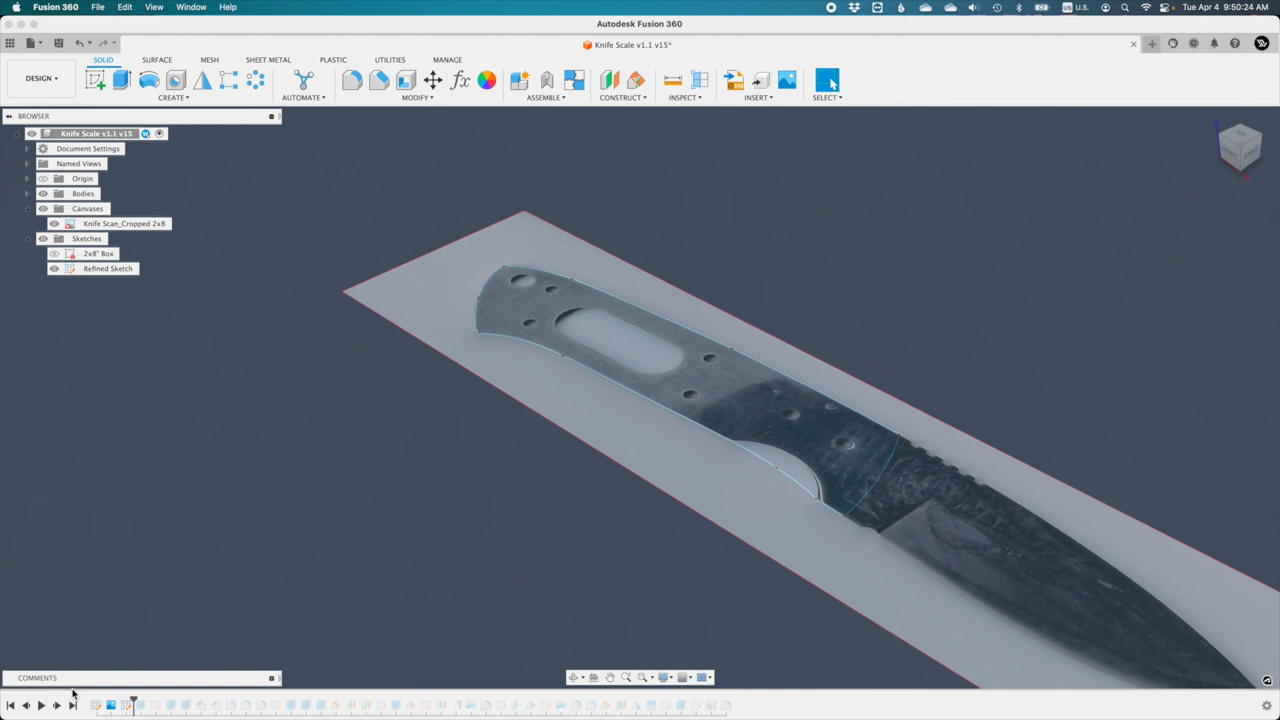 Fusion 360 File Edit View Window Help U.S. Tue Apr 4 9:50:24 AM
Autodesk Fusion 360
Knife Scale v1.1 v15*
SOLID SURFACE MESH SHEET METAL PLASTIC UTILITIES MANAGE
DESIGN
CREATE AUTOMATE MODIFY ASSEMBLE CONSTRUCT INSPECT INSERT SELECT
BROWSER
Knife Scale v1.1 v15
Document Settings
Named Views
Origin
Bodies
Canvases
Knife Scan_Cropped 2x8
Sketches
2x8" Box
Refined Sketch
COMMENTS